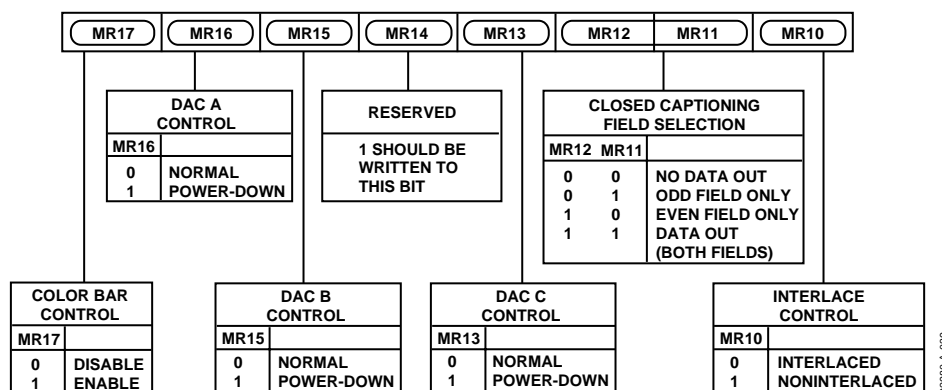 MR17 MR16 MR15 MR14 MR13 MR12 MR11 MR10
DAC A
CONTROL
MR16
0 NORMAL
1 POWER-DOWN
RESERVED
1 SHOULD BE
WRITTEN TO
THIS BIT
CLOSED CAPTIONING
FIELD SELECTION
MR12 MR11
0 0 NO DATA OUT
0 1 ODD FIELD ONLY
1 0 EVEN FIELD ONLY
1 1 DATA OUT
(BOTH FIELDS)
COLOR BAR
CONTROL
MR17
0 DISABLE
1 ENABLE
DAC B
CONTROL
MR15
0 NORMAL
1 POWER-DOWN
DAC C
CONTROL
MR13
0 NORMAL
1 POWER-DOWN
INTERLACE
CONTROL
MR10
0 INTERLACED
1 NONINTERLACED